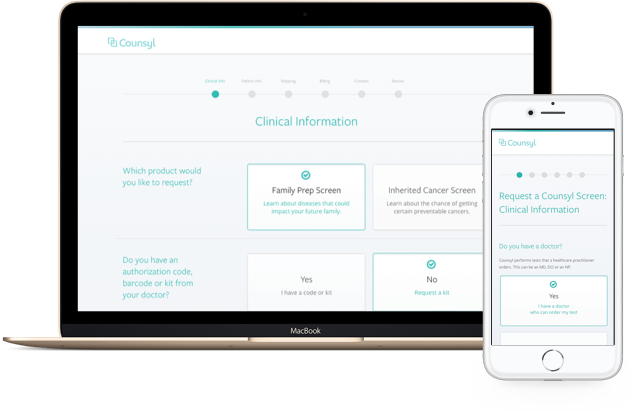 Counsyl
Clinical Info
Patient Info
Shipping
Billing
Consent
Review
Clinical Information
Which product would
you like to request?
Family Prep Screen
Learn about diseases that could
impact your future family.
Inherited Cancer Screen
Learn about the chance of getting
certain preventable cancers.
Do you have an
authorization code,
barcode or kit from
your doctor?
Yes
I have a code or kit
No
Request a kit
MacBook
Counsyl
Request a Counsyl Screen:
Clinical Information
Do you have a doctor?
Counsyl performs tests that a healthcare practitioner
orders. This can be an MD, DO or an NP.
Yes
I have a doctor
who can order my test